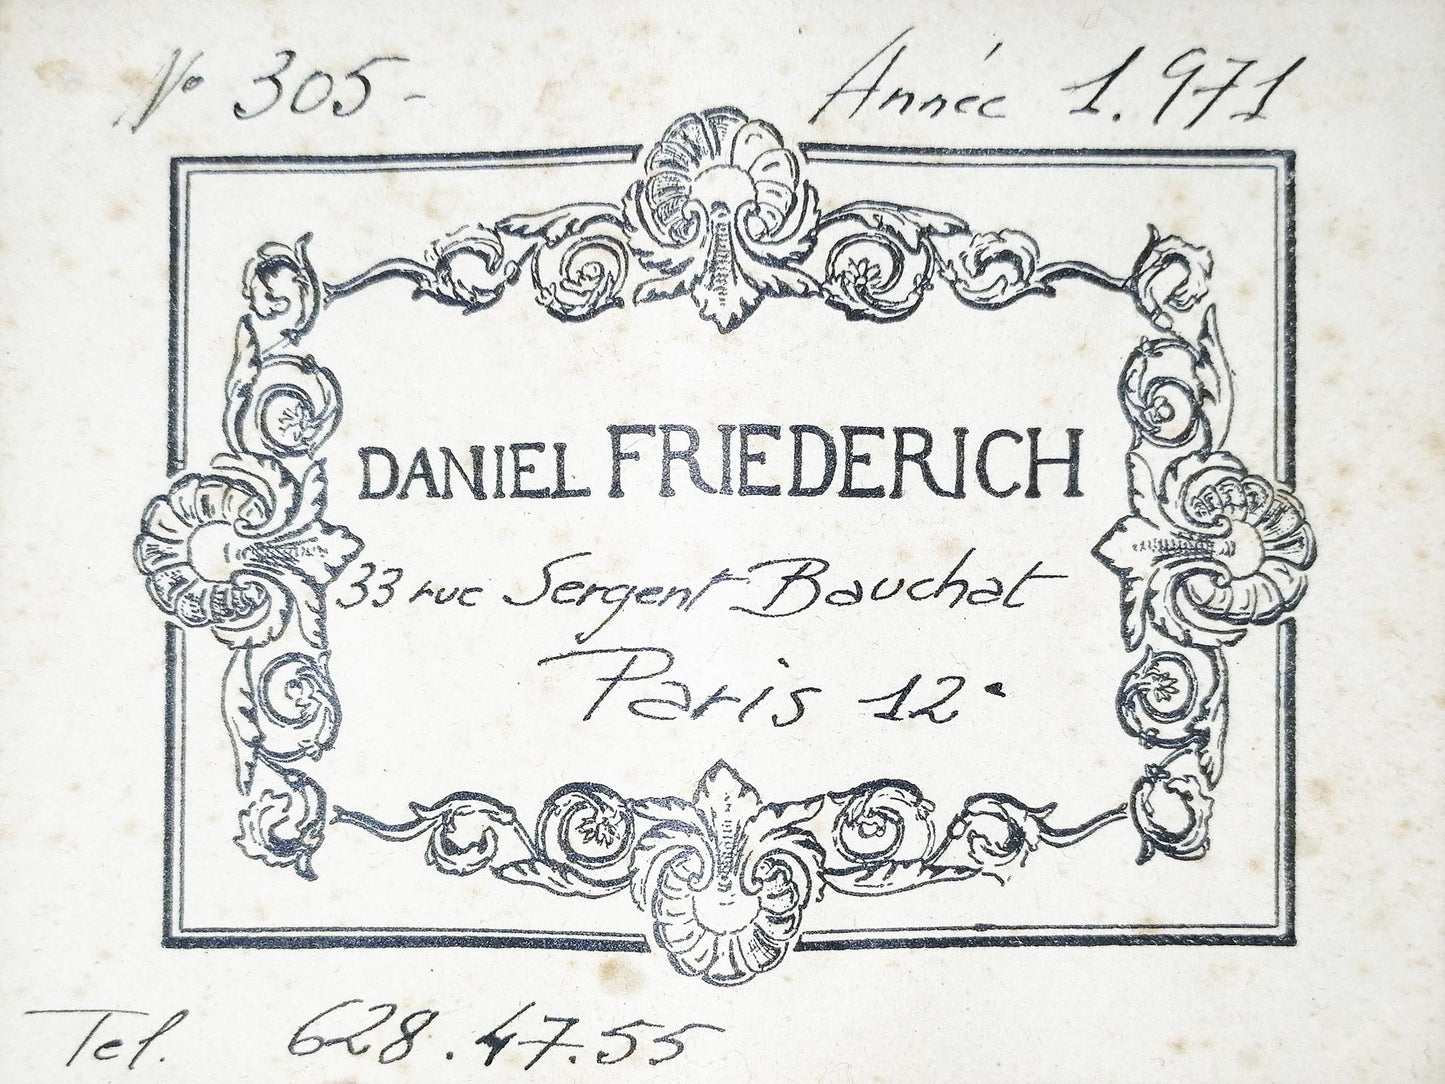 N° 305-
Année 1.971
DANIEL FRIEDERICH
33 rue Sergent Bauchat
Paris 12e
Tel. 628.47.55